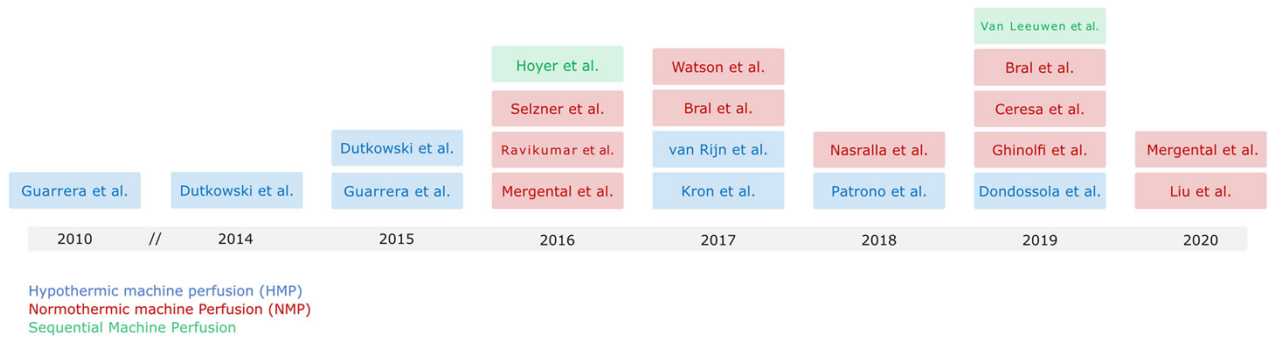 Van Leeuwen et al.
Hoyer et al. Watson et al. Bral et al.
Selzner et al. Bral et al. Ceresa et al.
Dutkowski et al. Ravikumar et al. van Rijn et al. Nasralla et al. Ghinolfi et al. Mergental et al.
Guarrera et al. Dutkowski et al. Guarrera et al. Mergental et al. Kron et al. Patrono et al. Dondossola et al. Liu et al.
2010 // 2014 2015 2016 2017 2018 2019 2020
Hypothermic machine perfusion (HMP)
Normothermic machine Perfusion (NMP)
Sequential Machine Perfusion